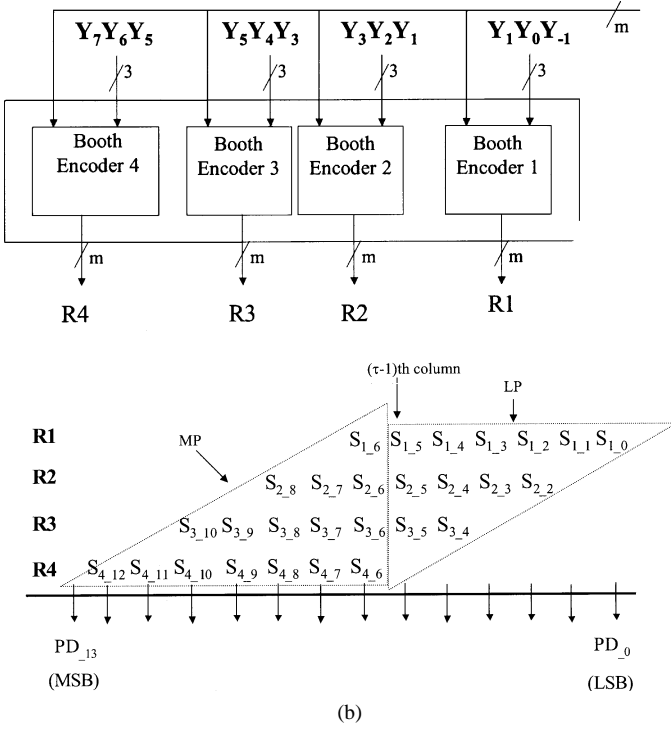 m
Y7Y6Y5 Y5Y4Y3 Y3Y2Y1 Y1Y0Y-1
3 3 3 3
Booth Encoder 4
Booth Encoder 3
Booth Encoder 2
Booth Encoder 1
m m m m
R4 R3 R2 R1
(τ-1)th column
LP
MP
R1 S1_6 S1_5 S1_4 S1_3 S1_2 S1_1 S1_0
R2 S2_8 S2_7 S2_6 S2_5 S2_4 S2_3 S2_2
R3 S3_10 S3_9 S3_8 S3_7 S3_6 S3_5 S3_4
R4 S4_12 S4_11 S4_10 S4_9 S4_8 S4_7 S4_6
PD_13 PD_0
(MSB) (LSB)
(b)